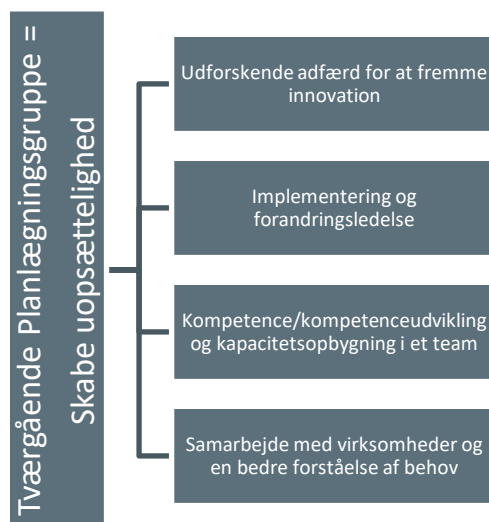 Tværgående Planlægningsgruppe =
Skabe uopsættelighed
Udforskende adfærd for at fremme
innovation
Implementering og
forandringsledelse
Kompetence/kompetenceudvikling
og kapacitetsopbygning i et team
Samarbejde med virksomheder og
en bedre forståelse af behov